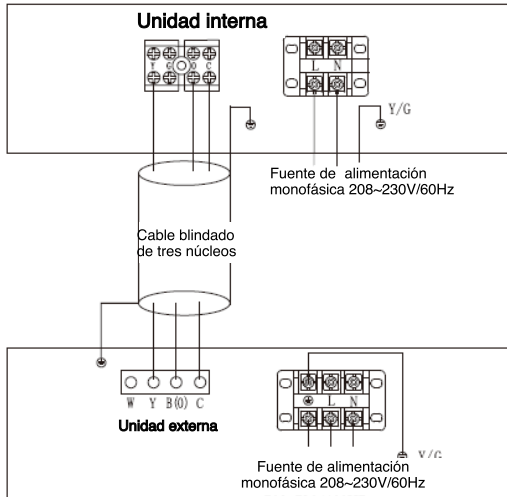 Unidad interna
Y G O C
L N
Y/G
Fuente de alimentación
monofásica 208~230V/60Hz
Cable blindado
de tres núcleos
W Y B(O) C
L N
Unidad externa
Y/G
Fuente de alimentación
monofásica 208~230V/60Hz